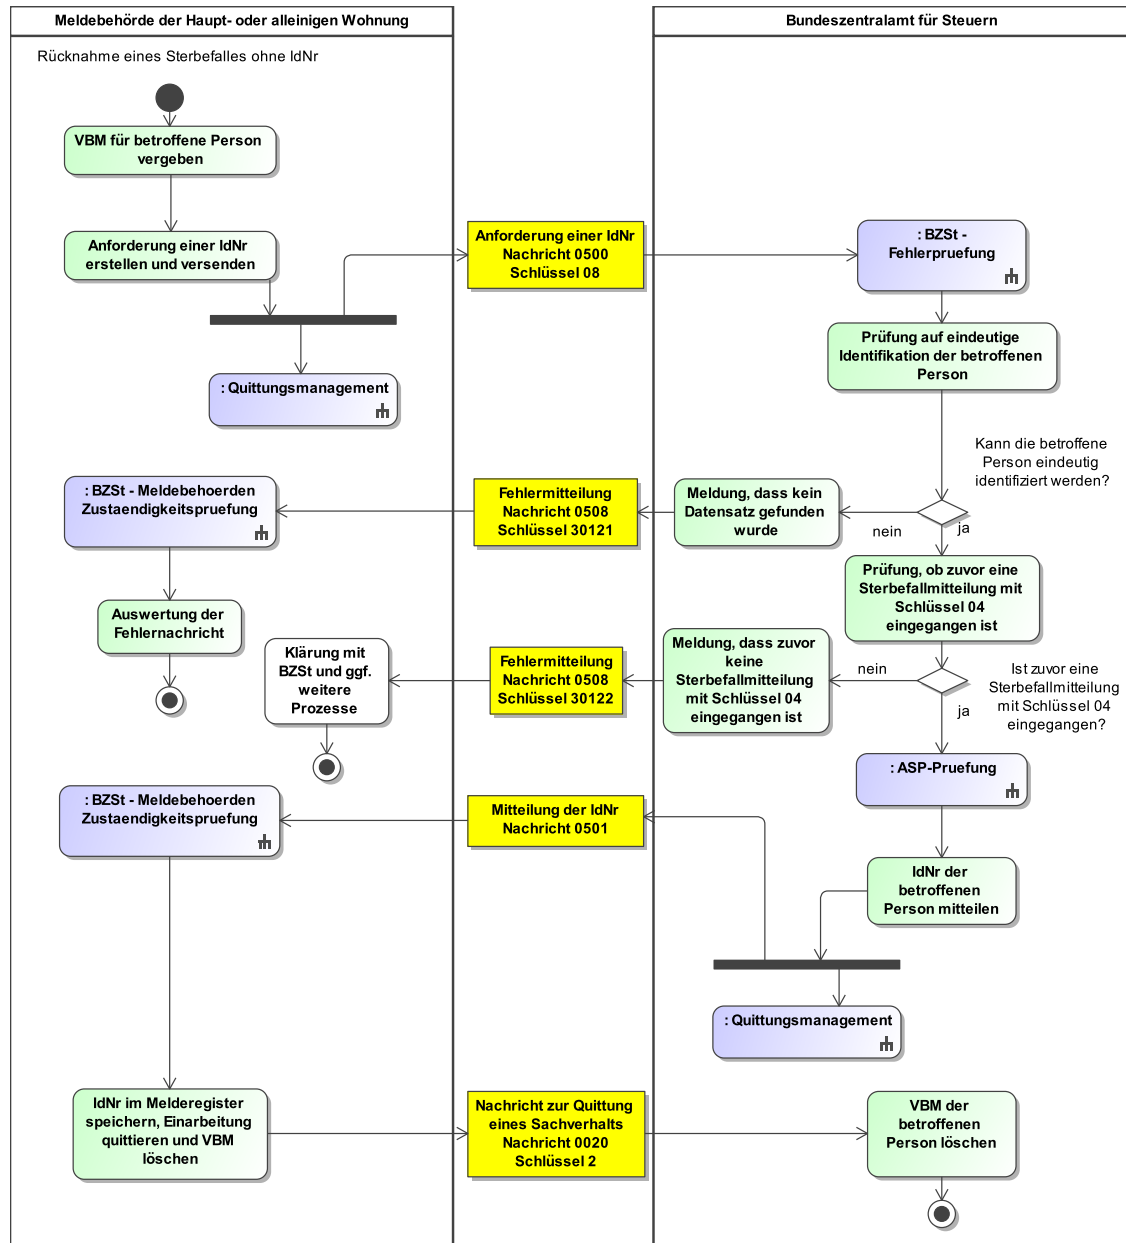 Meldebehörde der Haupt- oder alleinigen Wohnung
Bundeszentralamt für Steuern
Rücknahme eines Sterbefalles ohne IdNr
VBM für betroffene Person
vergeben
Anforderung einer IdNr
erstellen und versenden
Anforderung einer IdNr
Nachricht 0500
Schlüssel 08
: BZSt -
Fehlerpruefung
: Quittungsmanagement
Prüfung auf eindeutige
Identifikation der betroffenen
Person
Kann die betroffene
Person eindeutig
identifiziert werden?
nein
ja
Meldung, dass kein
Datensatz gefunden
wurde
Fehlermitteilung
Nachricht 0508
Schlüssel 30121
: BZSt - Meldebehoerden
Zustaendigkeitspruefung
Auswertung der
Fehlernachricht
Prüfung, ob zuvor eine
Sterbefallmitteilung mit
Schlüssel 04
eingegangen ist
Ist zuvor eine
Sterbefallmitteilung
mit Schlüssel 04
eingegangen?
nein
ja
Meldung, dass zuvor
keine
Sterbefallmitteilung
mit Schlüssel 04
eingegangen ist
Fehlermitteilung
Nachricht 0508
Schlüssel 30122
Klärung mit
BZSt und ggf.
weitere
Prozesse
: ASP-Pruefung
IdNr der
betroffenen
Person mitteilen
Mitteilung der IdNr
Nachricht 0501
: BZSt - Meldebehoerden
Zustaendigkeitspruefung
: Quittungsmanagement
IdNr im Melderegister
speichern, Einarbeitung
quittieren und VBM
löschen
Nachricht zur Quittung
eines Sachverhalts
Nachricht 0020
Schlüssel 2
VBM der
betroffenen
Person löschen